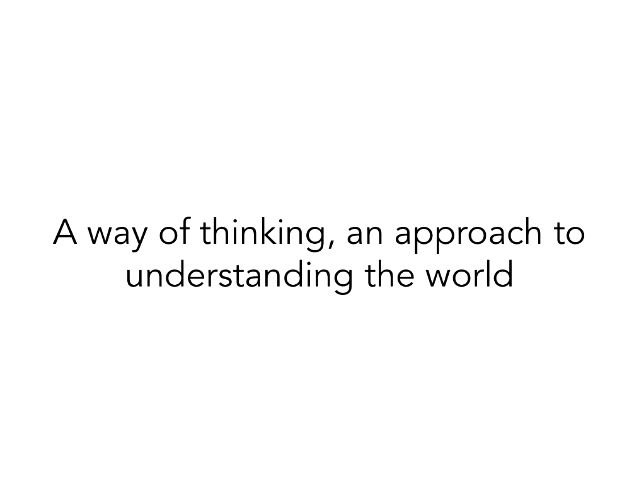 A way of thinking, an approach to
understanding the world